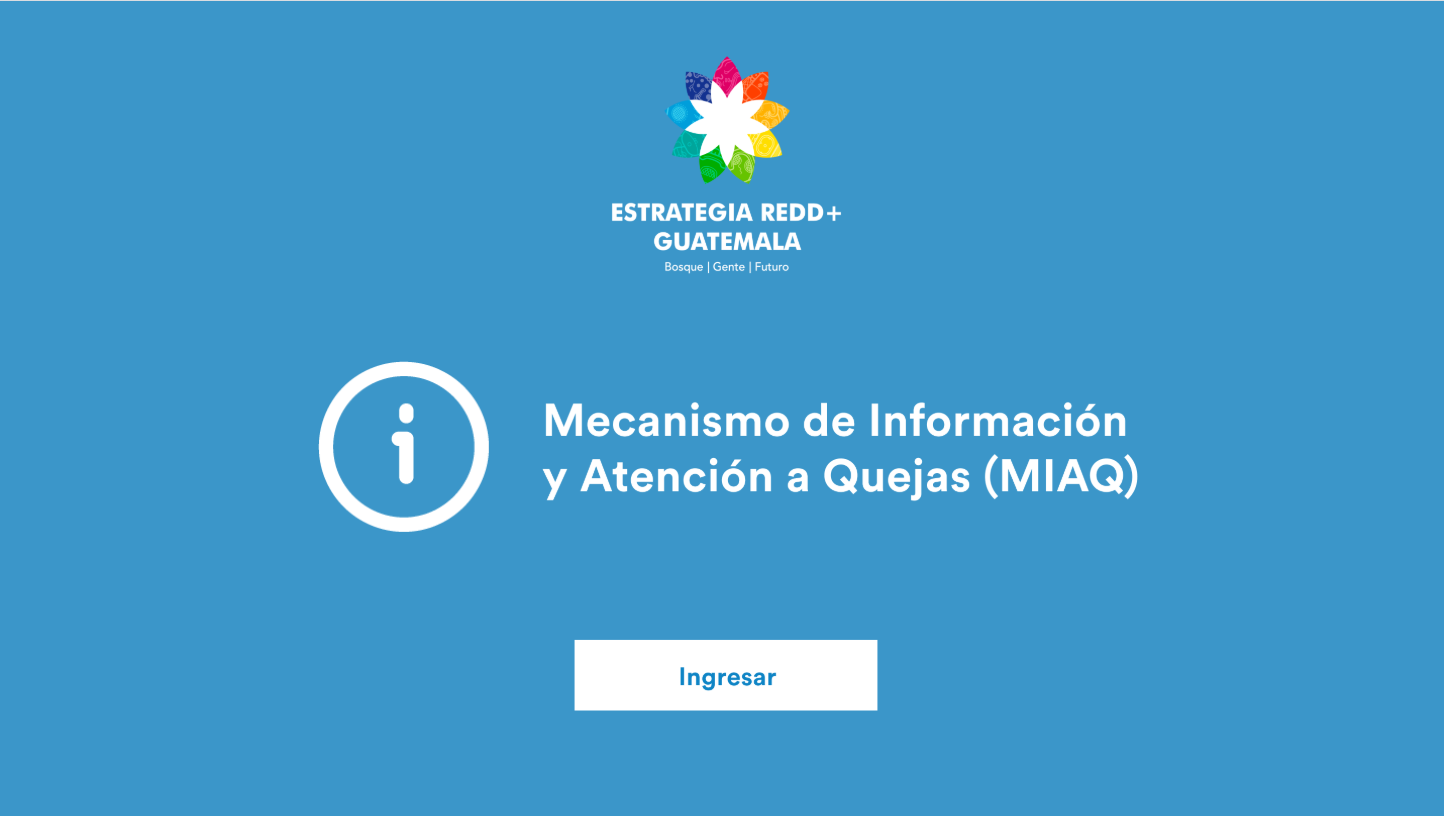 ESTRATEGIA REDD+
GUATEMALA
Bosque | Gente | Futuro
Mecanismo de Información
y Atención a Quejas (MIAQ)
Ingresar